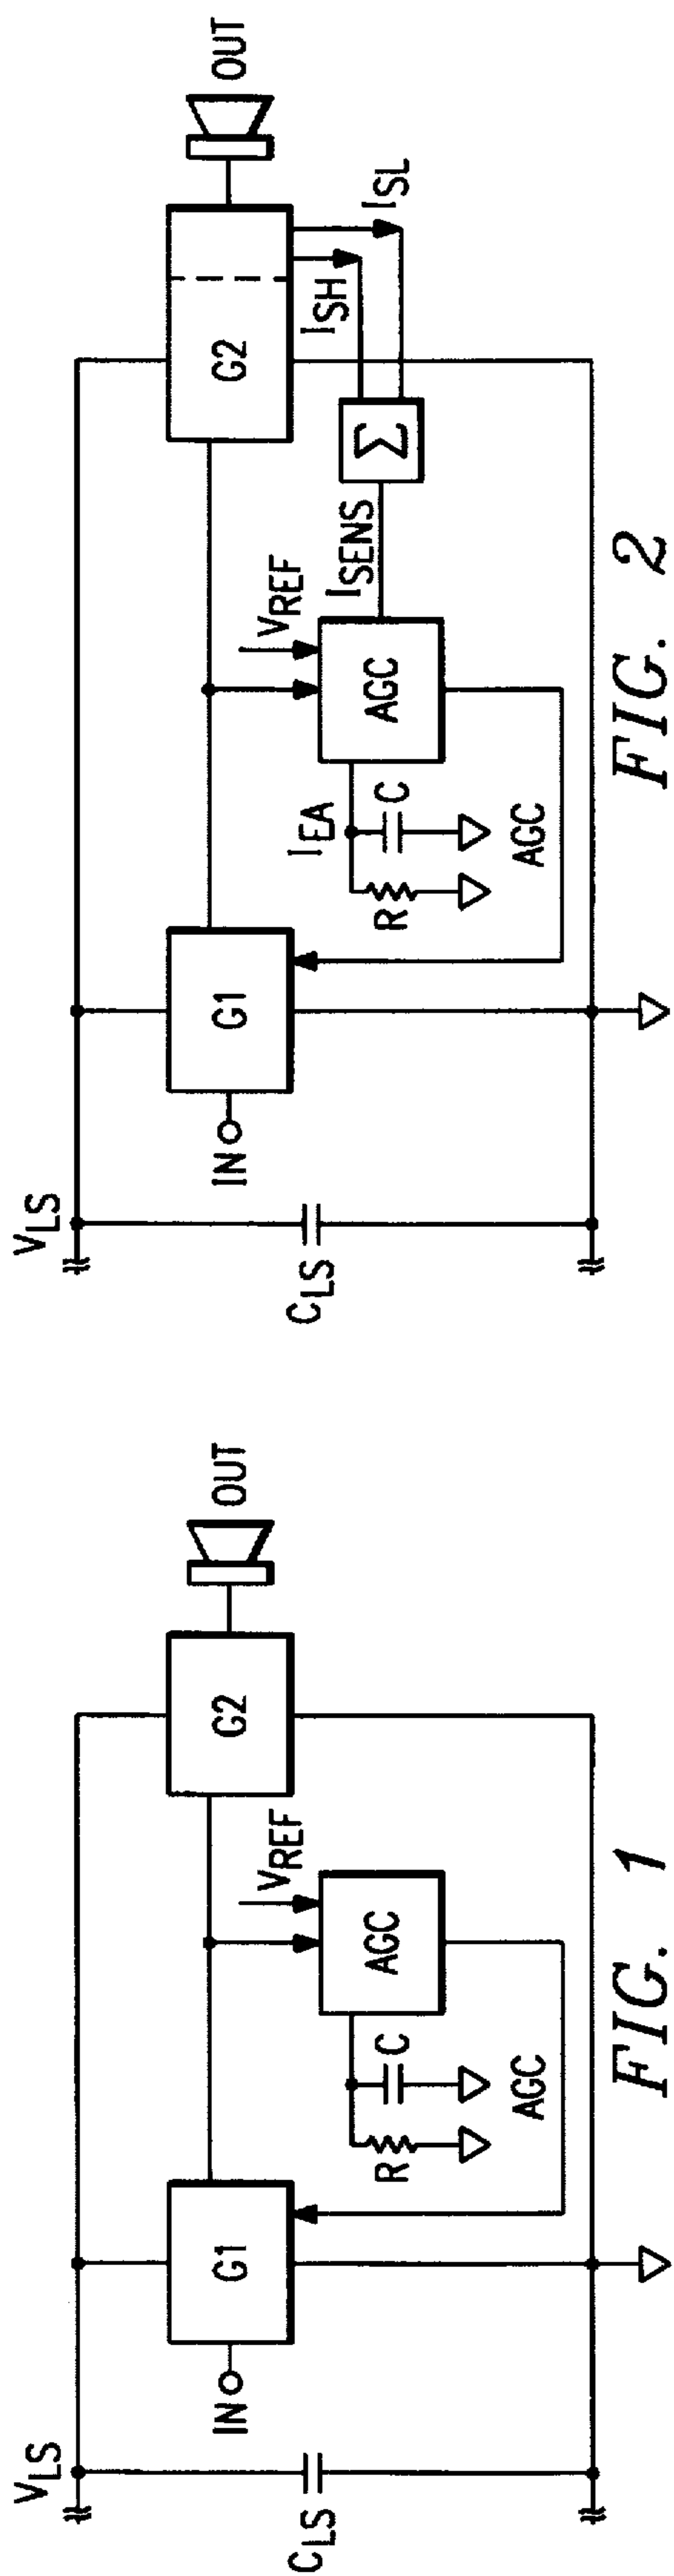 V_LS
C_LS
IN
G1
G2
OUT
V_REF
AGC
R
C
AGC
FIG. 1
V_LS
C_LS
IN
G1
G2
OUT
V_REF
I_EA
AGC
R
C
AGC
I_SENS
Σ
I_SH
I_SL
FIG. 2